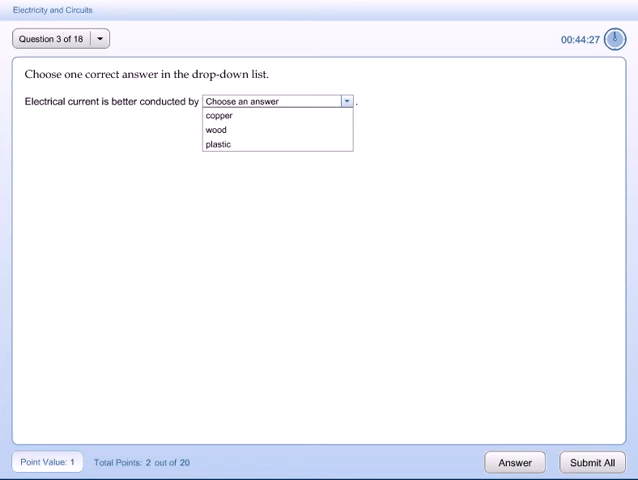 Electricity and Circuits
Question 3 of 18
00:44:27
Choose one correct answer in the drop-down list.
Electrical current is better conducted by Choose an answer .
copper
wood
plastic
Point Value: 1 Total Points: 2 out of 20 Answer Submit All